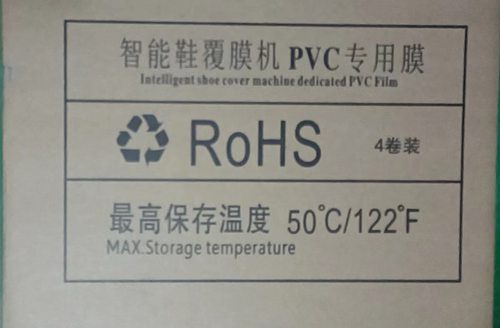 智能鞋覆膜机 PVC专用膜
Intelligent shoe cover machine dedicated PVC Film
RoHS 4卷装
最高保存温度 50°C/122°F
MAX.Storage temperature